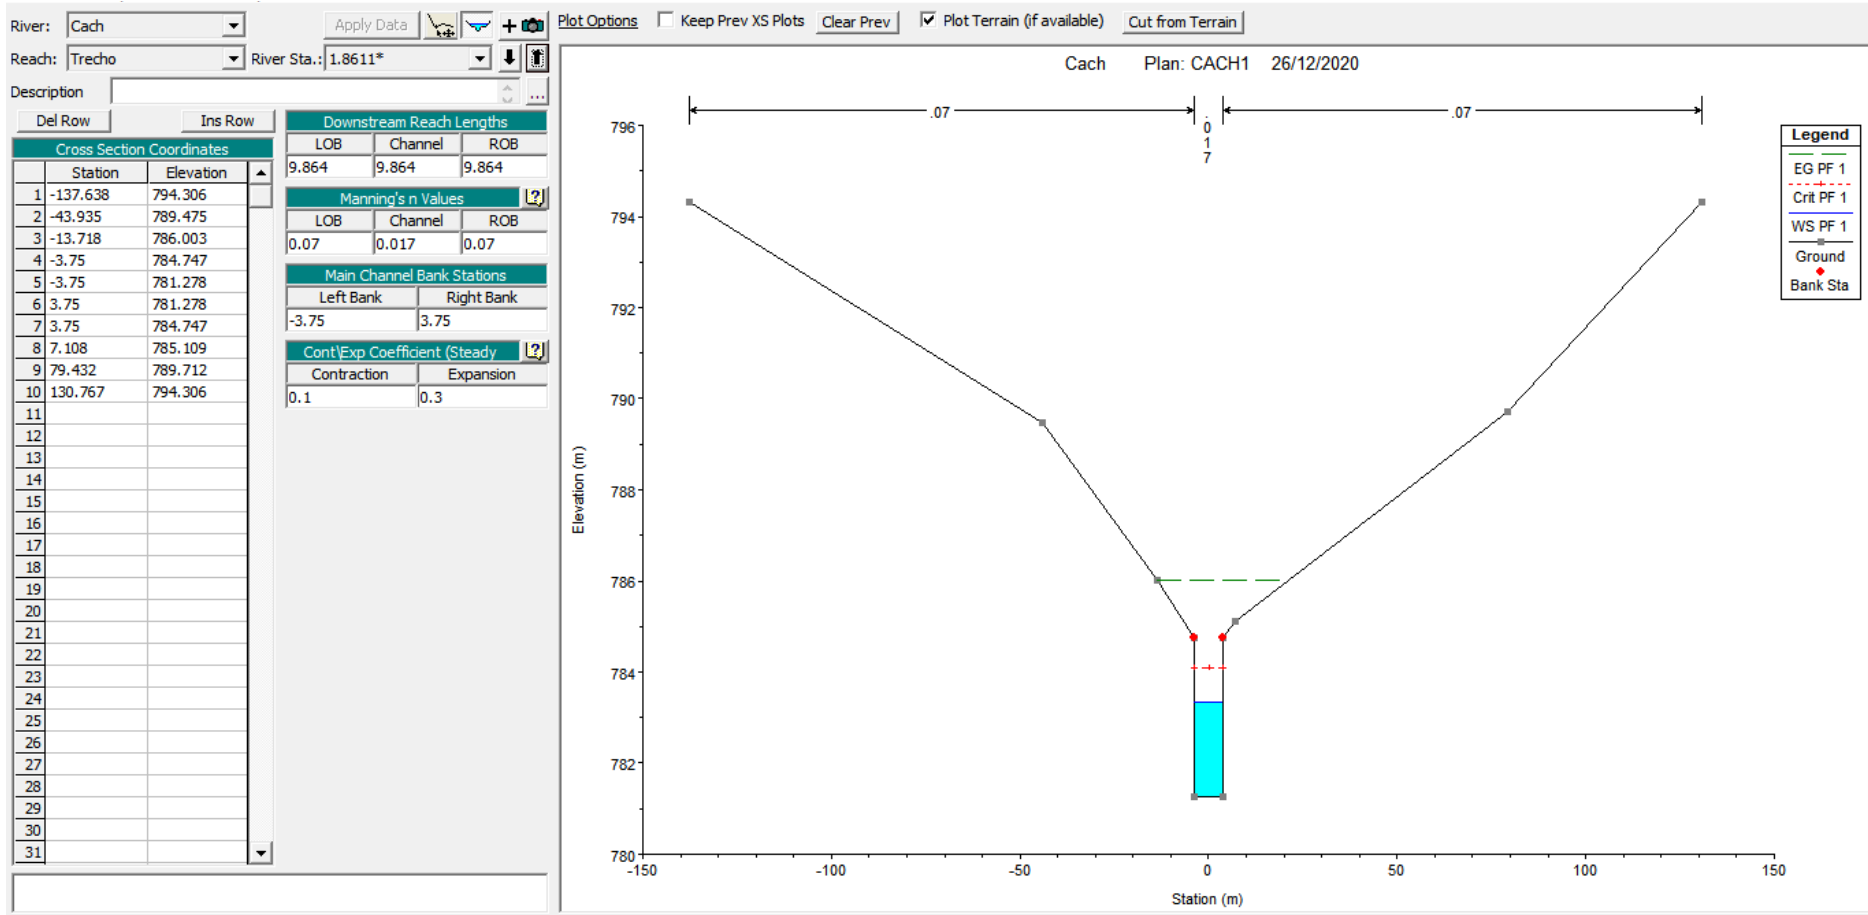 River: Cach Apply Data
Reach: Trecho River Sta.: 1.8611*
Description ...
Del Row Ins Row
Cross Section Coordinates
Station Elevation
1 -137.638 794.306
2 -43.935 789.475
3 -13.718 786.003
4 -3.75 784.747
5 -3.75 781.278
6 3.75 781.278
7 3.75 784.747
8 7.108 785.109
9 79.432 789.712
10 130.767 794.306
11
12
13
14
15
16
17
18
19
20
21
22
23
24
25
26
27
28
29
30
31
Downstream Reach Lengths
LOB Channel ROB
9.864 9.864 9.864
Manning's n Values
LOB Channel ROB
0.07 0.017 0.07
Main Channel Bank Stations
Left Bank Right Bank
-3.75 3.75
Cont\Exp Coefficient (Steady
Contraction Expansion
0.1 0.3
Plot Options Keep Prev XS Plots Clear Prev Plot Terrain (if available) Cut from Terrain
Cach Plan: CACH1 26/12/2020
.07 .017 .07
796
794
792
790
788
786
784
782
780
Elevation (m)
-150 -100 -50 0 50 100 150
Station (m)
Legend
EG PF 1
Crit PF 1
WS PF 1
Ground
Bank Sta